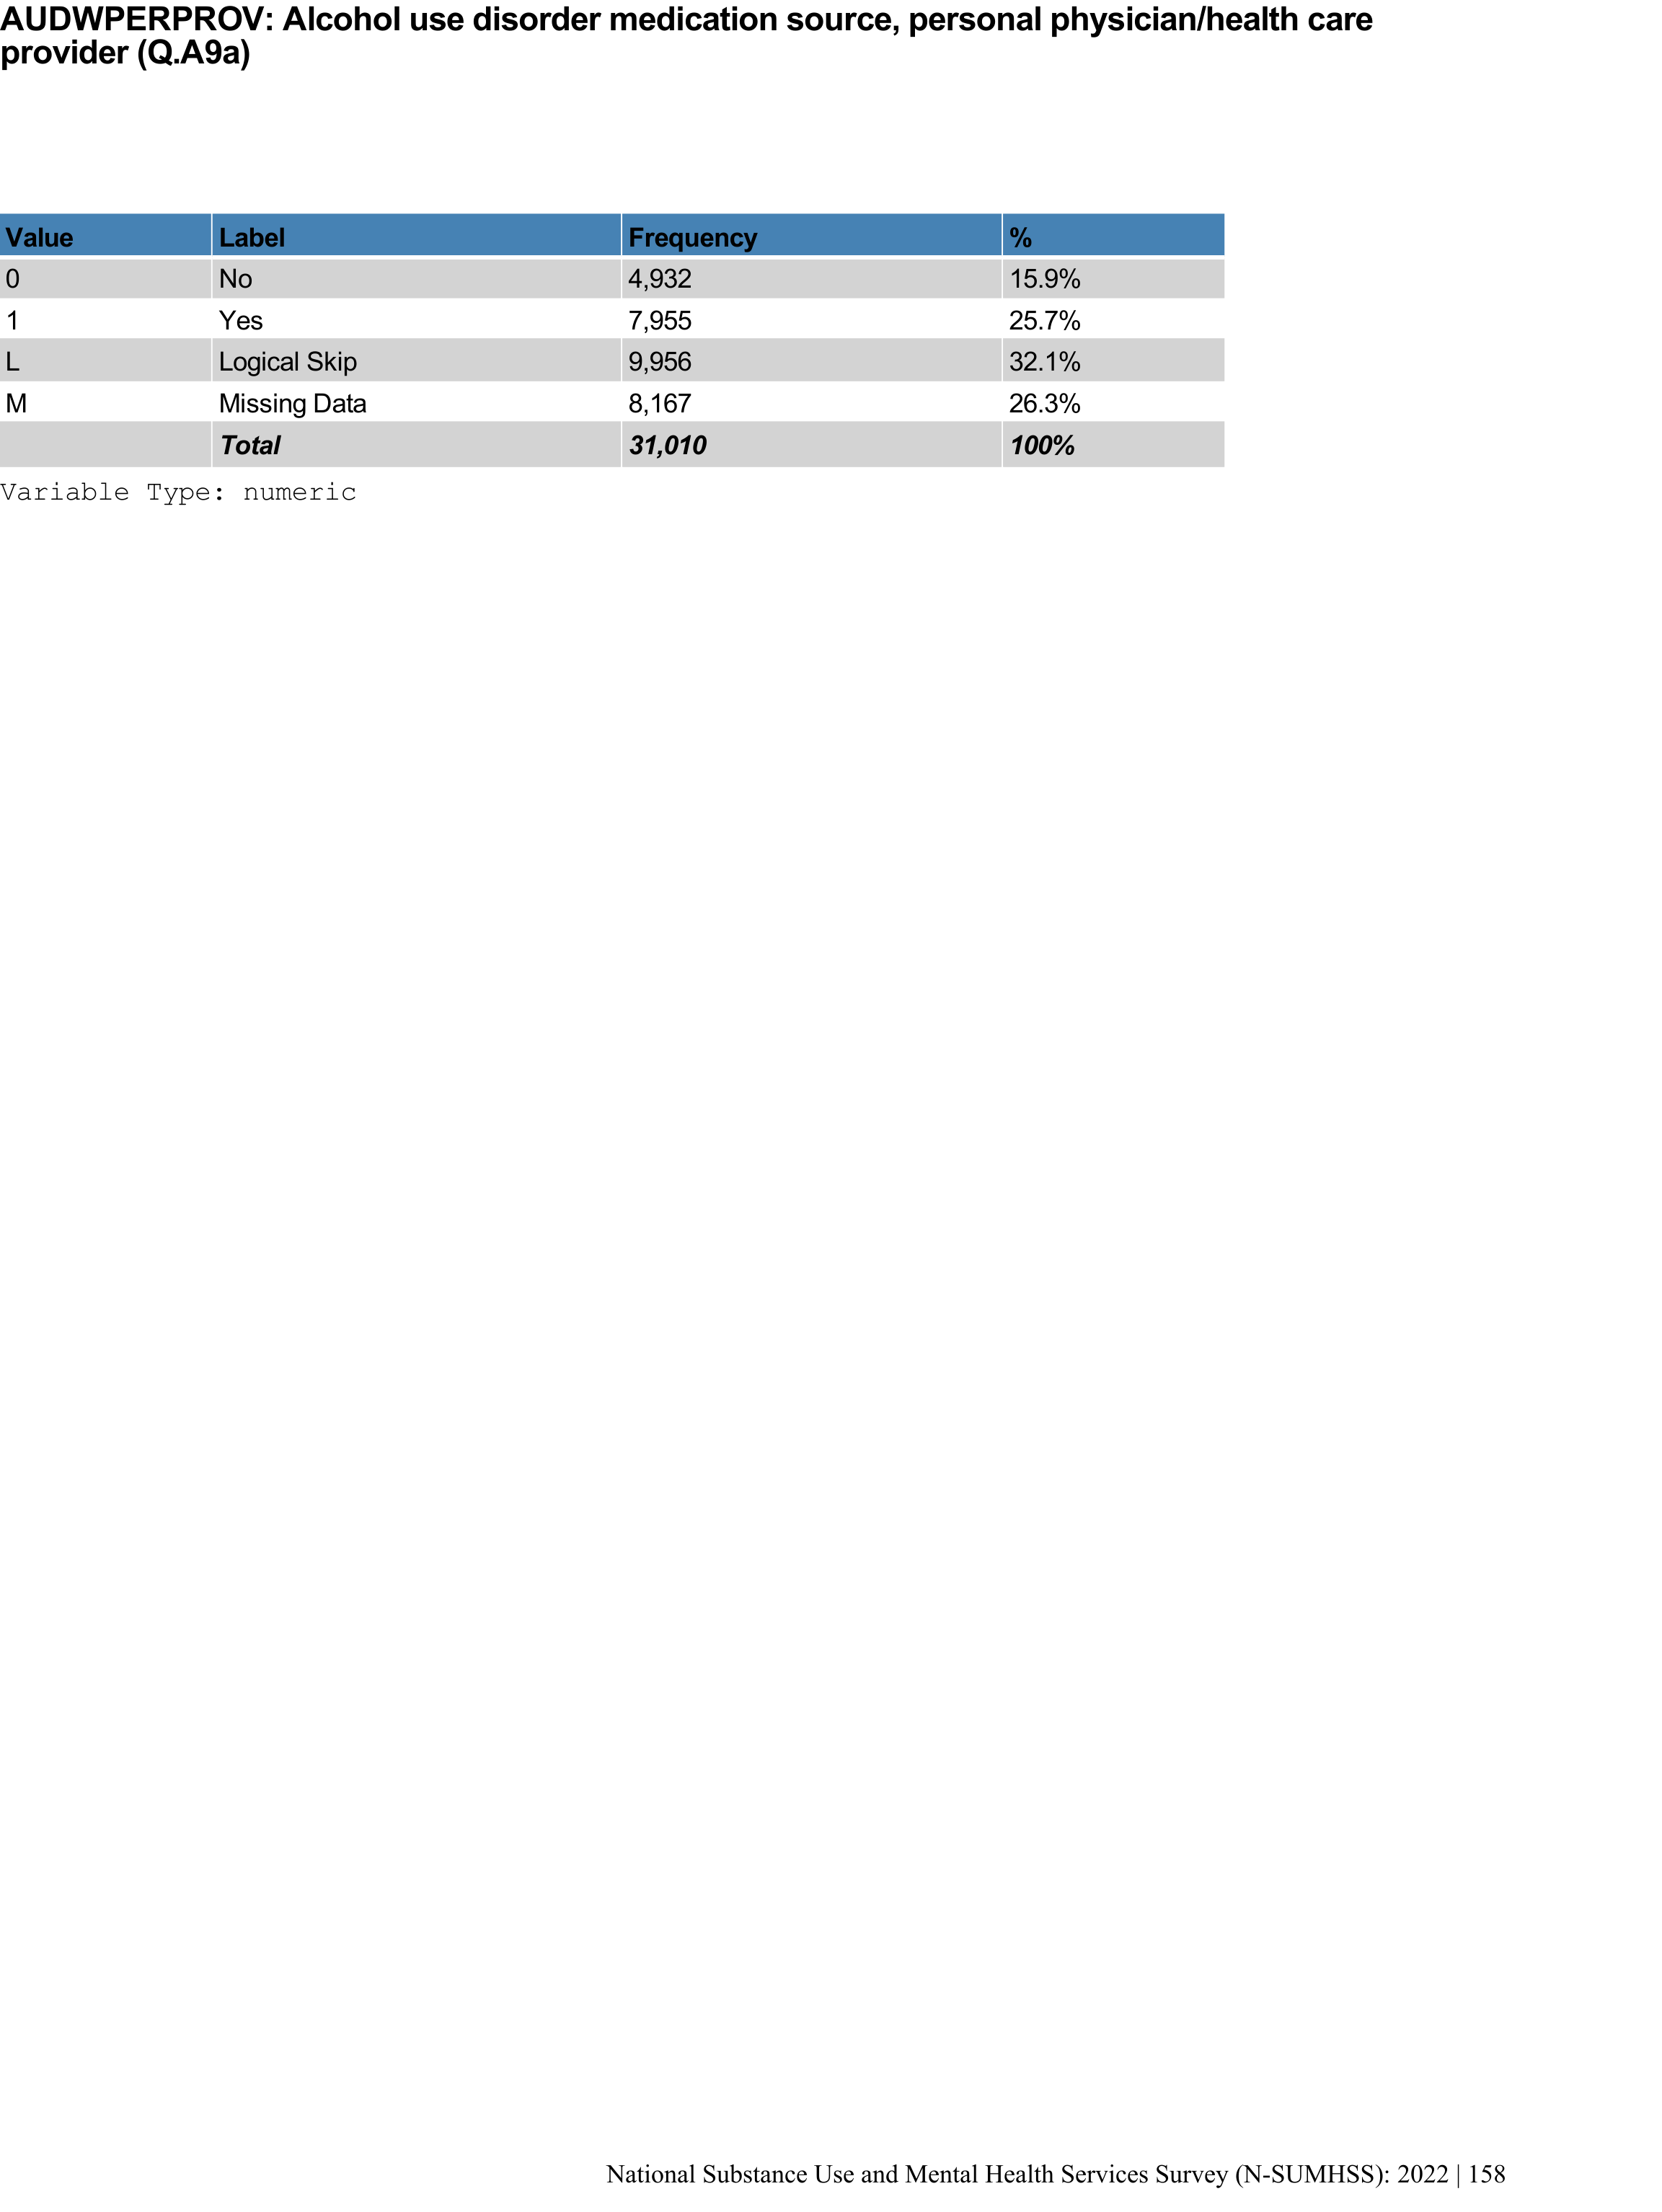 AUDWPERPROV: Alcohol use disorder medication source, personal physician/health care
provider (Q.A9a)
Value Label Frequency %
0 No 4,932 15.9%
1 Yes 7,955 25.7%
L Logical Skip 9,956 32.1%
M Missing Data 8,167 26.3%
Total 31,010 100%
Variable Type: numeric
National Substance Use and Mental Health Services Survey (N-SUMHSS): 2022 | 158